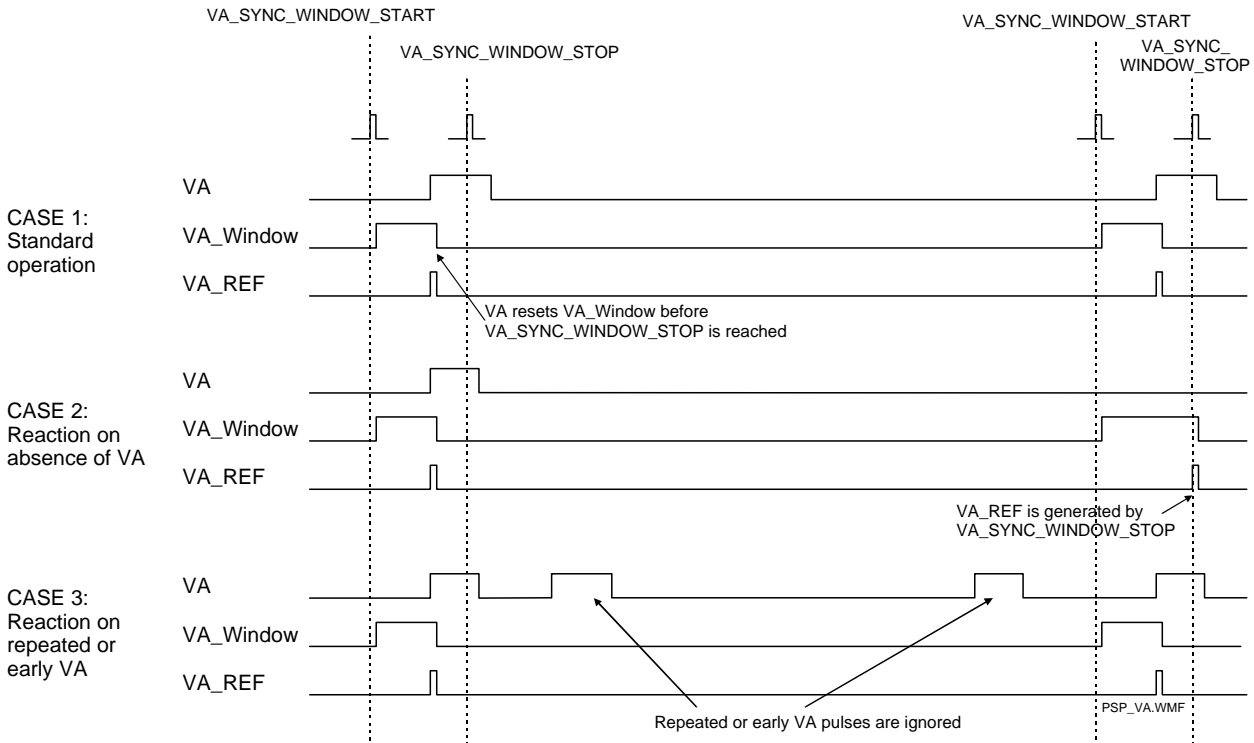 VA_SYNC_WINDOW_START
VA_SYNC_WINDOW_STOP
VA_SYNC_WINDOW_START
VA_SYNC_
WINDOW_STOP
CASE 1:
Standard
operation
VA
VA_Window
VA_REF
VA resets VA_Window before
VA_SYNC_WINDOW_STOP is reached
CASE 2:
Reaction on
absence of VA
VA
VA_Window
VA_REF
VA_REF is generated by
VA_SYNC_WINDOW_STOP
CASE 3:
Reaction on
repeated or
early VA
VA
VA_Window
VA_REF
PSP_VA.WMF
Repeated or early VA pulses are ignored